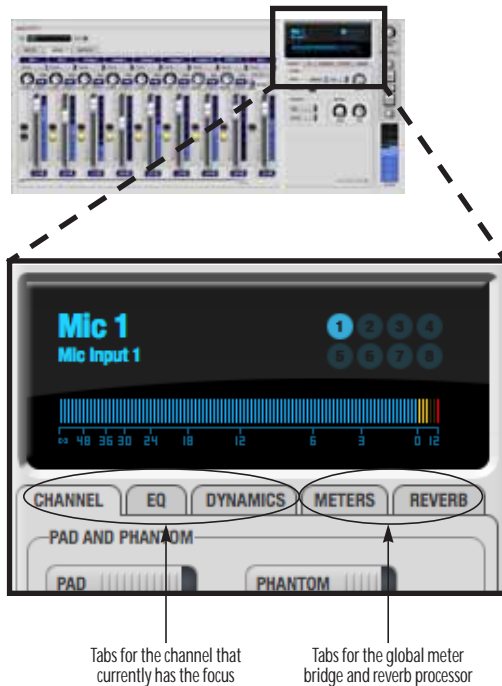 Mic 1
Mic Input 1
1 2 3 4
5 6 7 8
∞ 48 36 30 24 18 12 6 3 0 12
CHANNEL EQ DYNAMICS METERS REVERB
PAD AND PHANTOM
PAD PHANTOM
Tabs for the channel that
currently has the focus
Tabs for the global meter
bridge and reverb processor